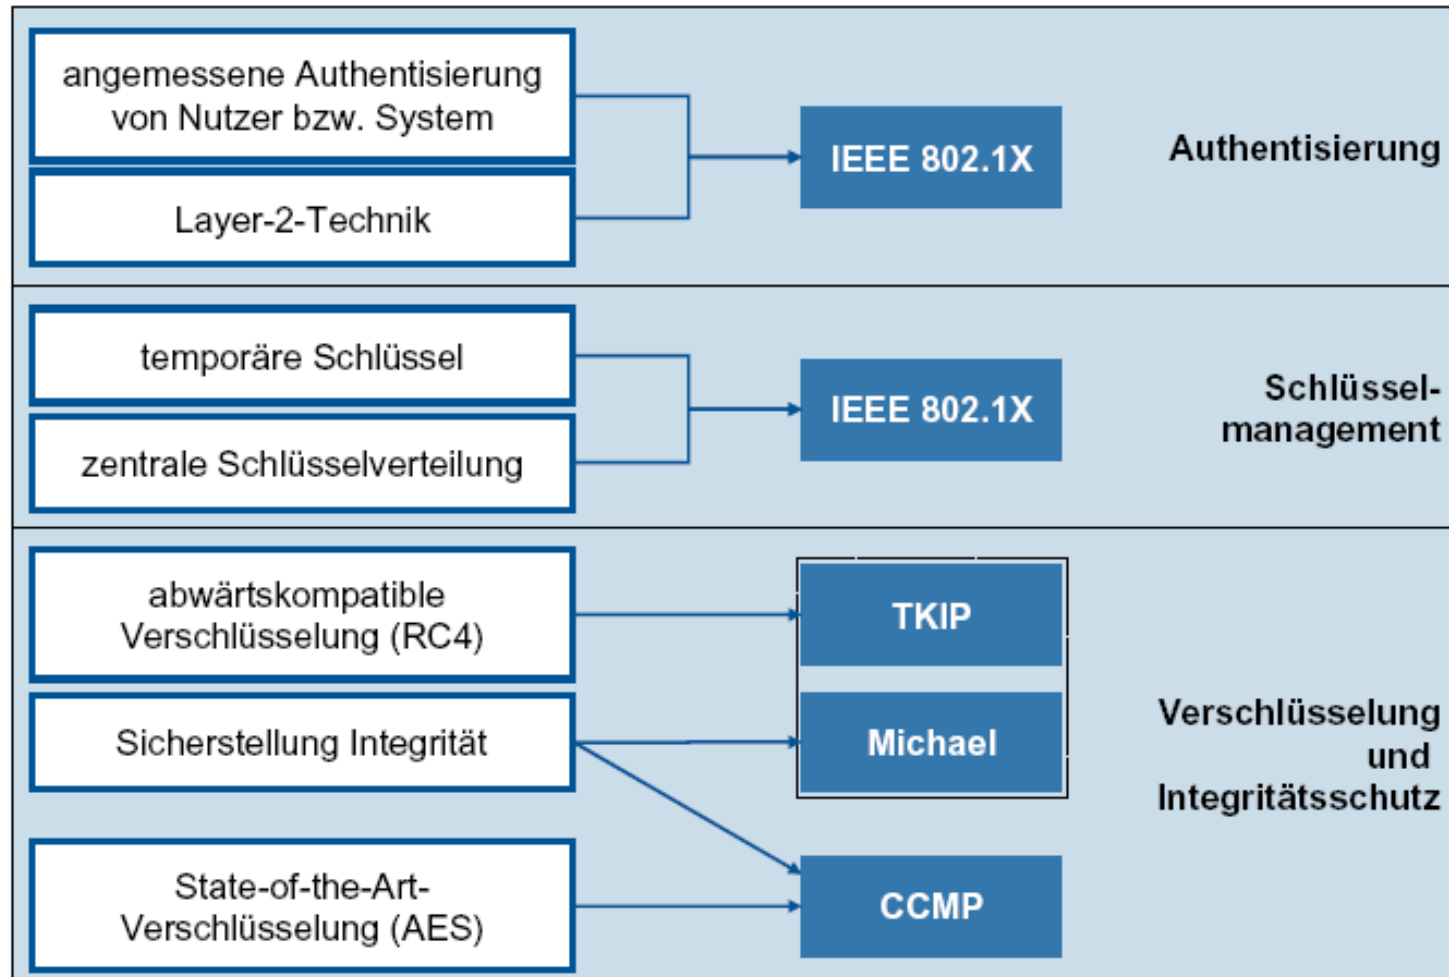 angemessene Authentisierung
von Nutzer bzw. System
Layer-2-Technik
IEEE 802.1X
Authentisierung
temporäre Schlüssel
zentrale Schlüsselverteilung
IEEE 802.1X
Schlüssel-
management
abwärtskompatible
Verschlüsselung (RC4)
Sicherstellung Integrität
State-of-the-Art-
Verschlüsselung (AES)
TKIP
Michael
CCMP
Verschlüsselung
und
Integritätsschutz